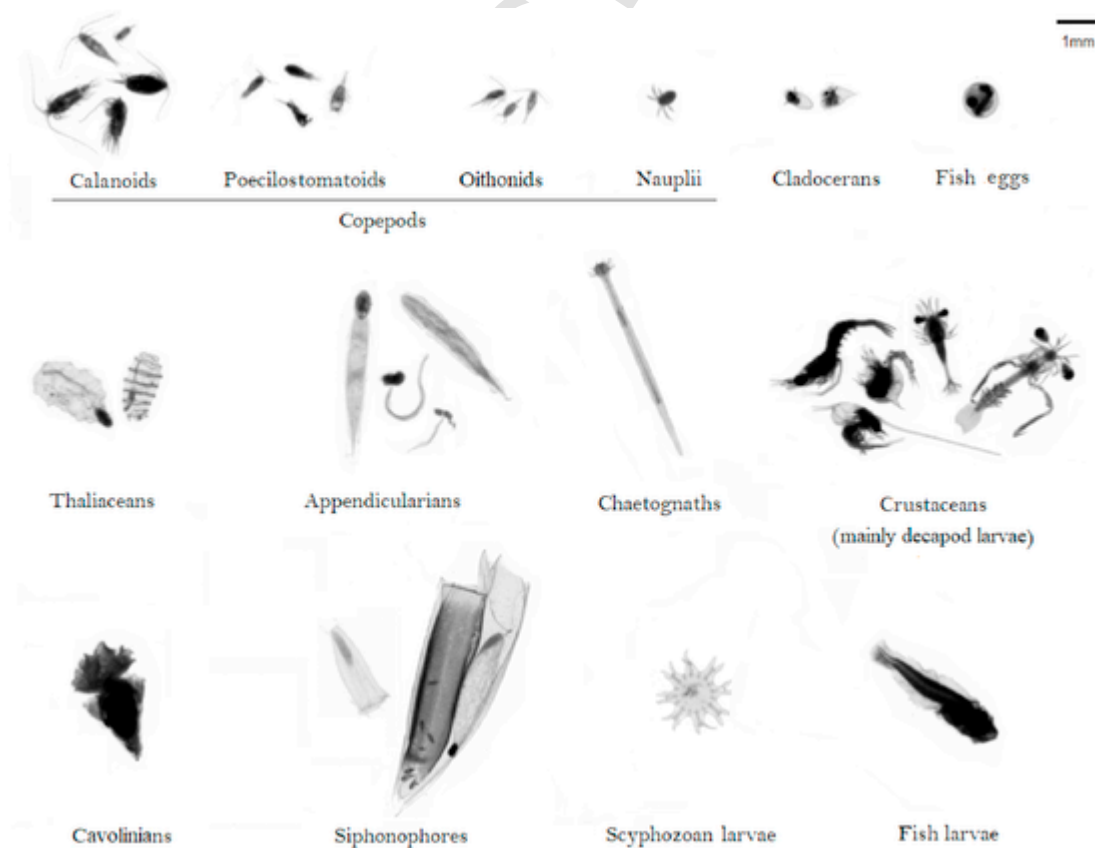 1mm
Calanoids Poecilostomatoids Oithonids Nauplii Cladocerans Fish eggs
Copepods
Thaliaceans Appendicularians Chaetognaths Crustaceans
(mainly decapod larvae)
Cavolinians Siphonophores Scyphozoan larvae Fish larvae